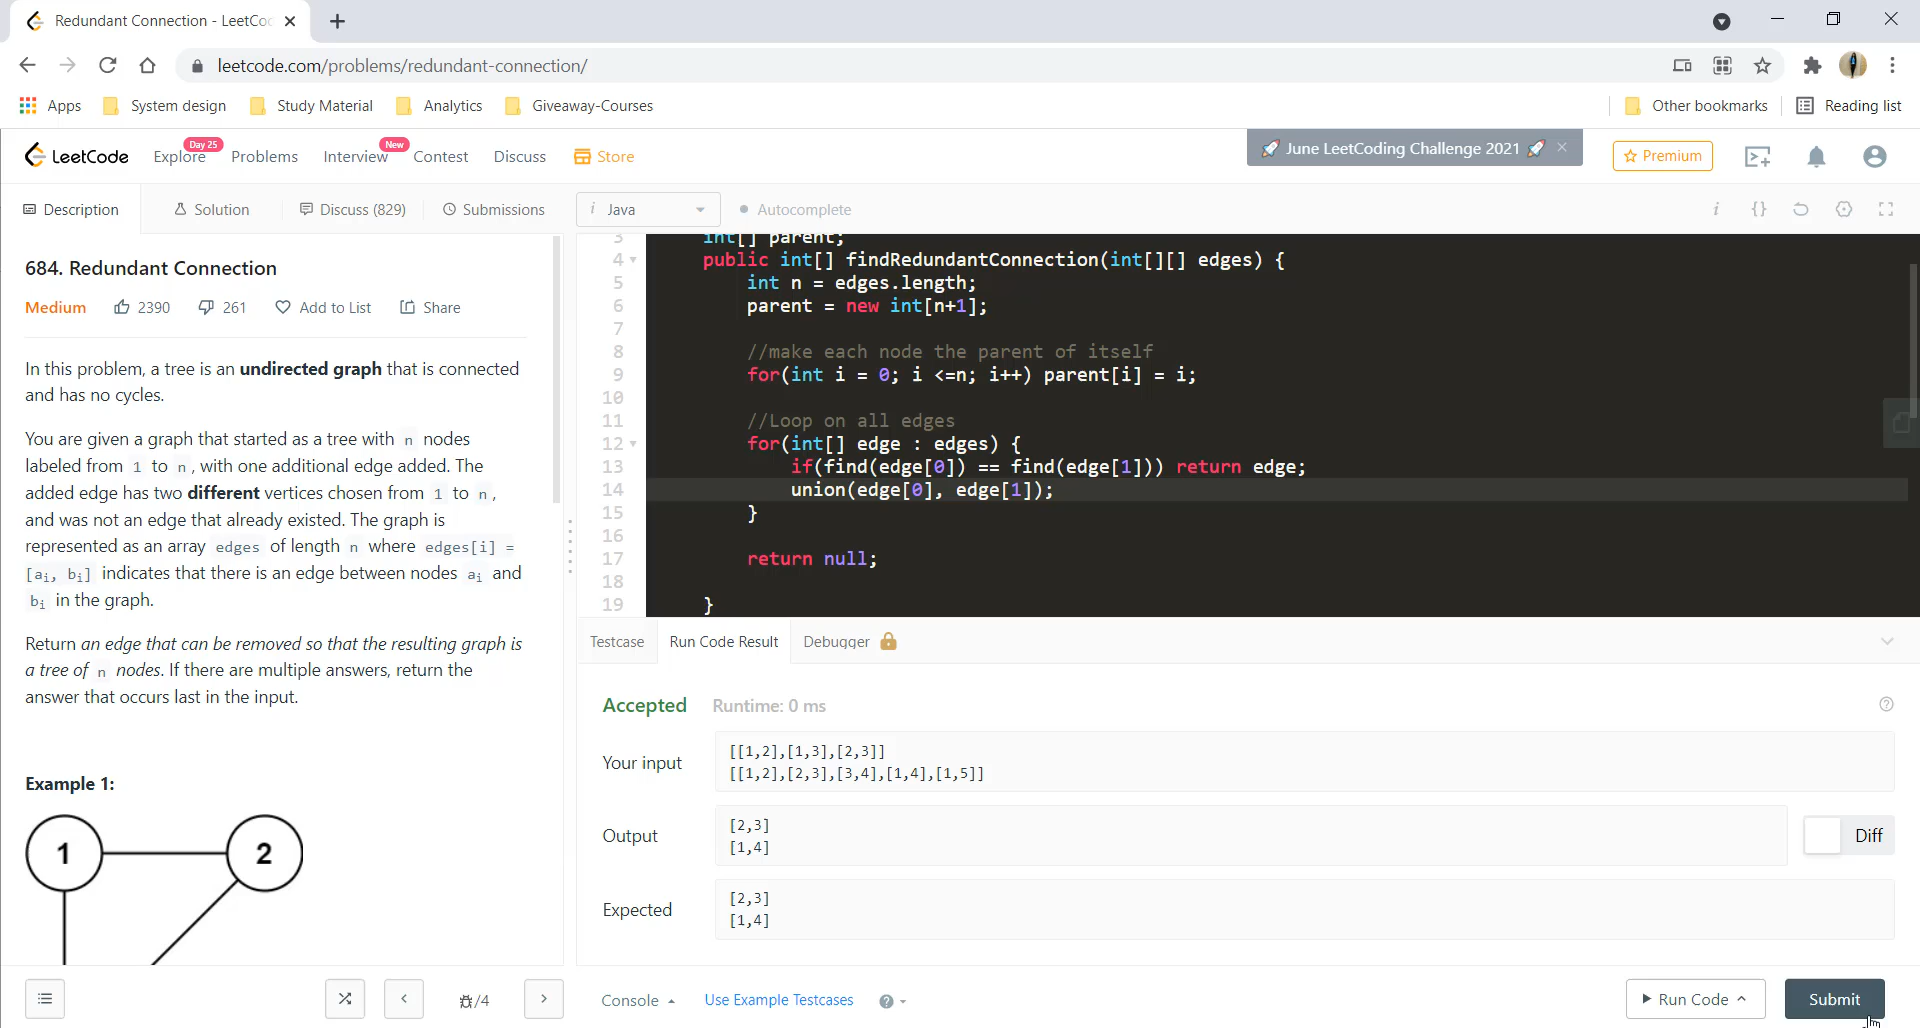 Redundant Connection - LeetCo
leetcode.com/problems/redundant-connection/
Apps System design Study Material Analytics Giveaway-Courses Other bookmarks Reading list
LeetCode Explore Day 25 Problems Interview New Contest Discuss Store June LeetCoding Challenge 2021 Premium
Description Solution Discuss (829) Submissions i Java Autocomplete
684. Redundant Connection
Medium 2390 261 Add to List Share
In this problem, a tree is an undirected graph that is connected
and has no cycles.
You are given a graph that started as a tree with n nodes
labeled from 1 to n, with one additional edge added. The
added edge has two different vertices chosen from 1 to n,
and was not an edge that already existed. The graph is
represented as an array edges of length n where edges[i] =
[ai, bi] indicates that there is an edge between nodes ai and
bi in the graph.
Return an edge that can be removed so that the resulting graph is
a tree of n nodes. If there are multiple answers, return the
answer that occurs last in the input.
Example 1:
1 2
3 int[] parent;
4 public int[] findRedundantConnection(int[][] edges) {
5 int n = edges.length;
6 parent = new int[n+1];
7
8 //make each node the parent of itself
9 for(int i = 0; i <=n; i++) parent[i] = i;
10
11 //Loop on all edges
12 for(int[] edge : edges) {
13 if(find(edge[0]) == find(edge[1])) return edge;
14 union(edge[0], edge[1]);
15 }
16
17 return null;
18
19 }
Testcase Run Code Result Debugger
Accepted Runtime: 0 ms
Your input
[[1,2],[1,3],[2,3]]
[[1,2],[2,3],[3,4],[1,4],[1,5]]
Output
[2,3]
[1,4]
Diff
Expected
[2,3]
[1,4]
/4 Console Use Example Testcases Run Code Submit